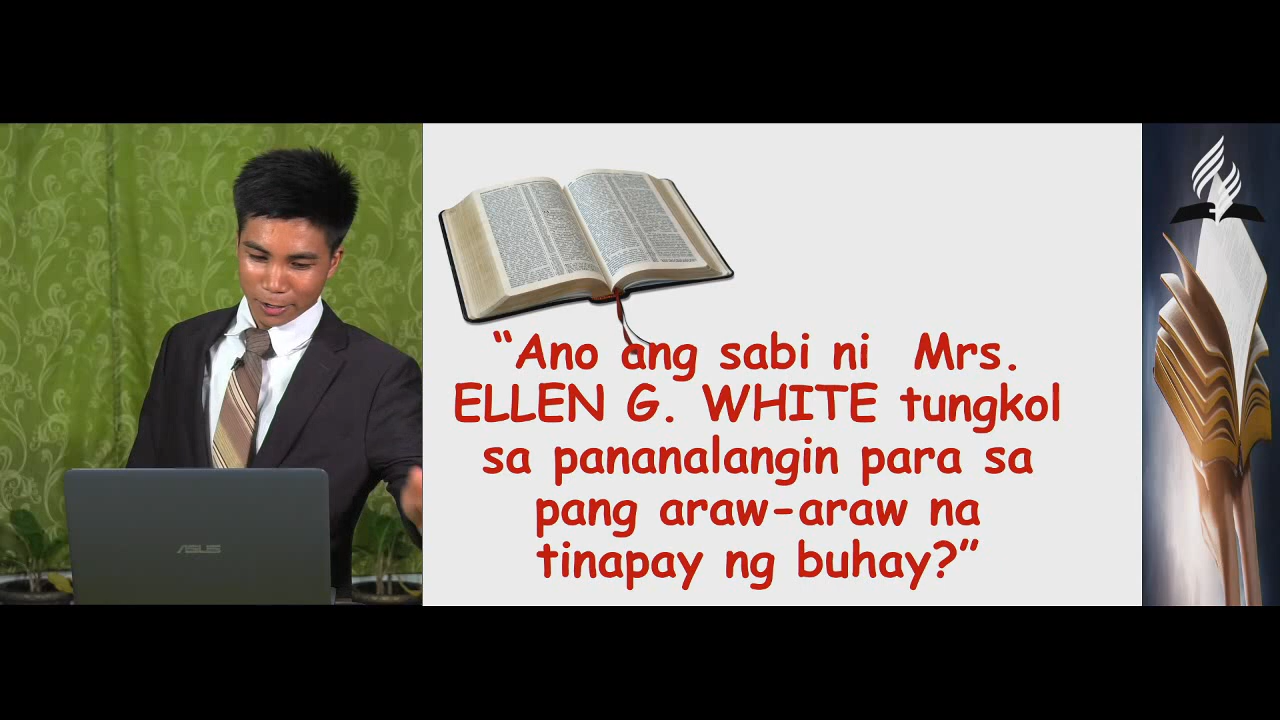 “Ano ang sabi ni Mrs.
ELLEN G. WHITE tungkol
sa pananalangin para sa
pang araw-araw na
tinapay ng buhay?”
ASUS